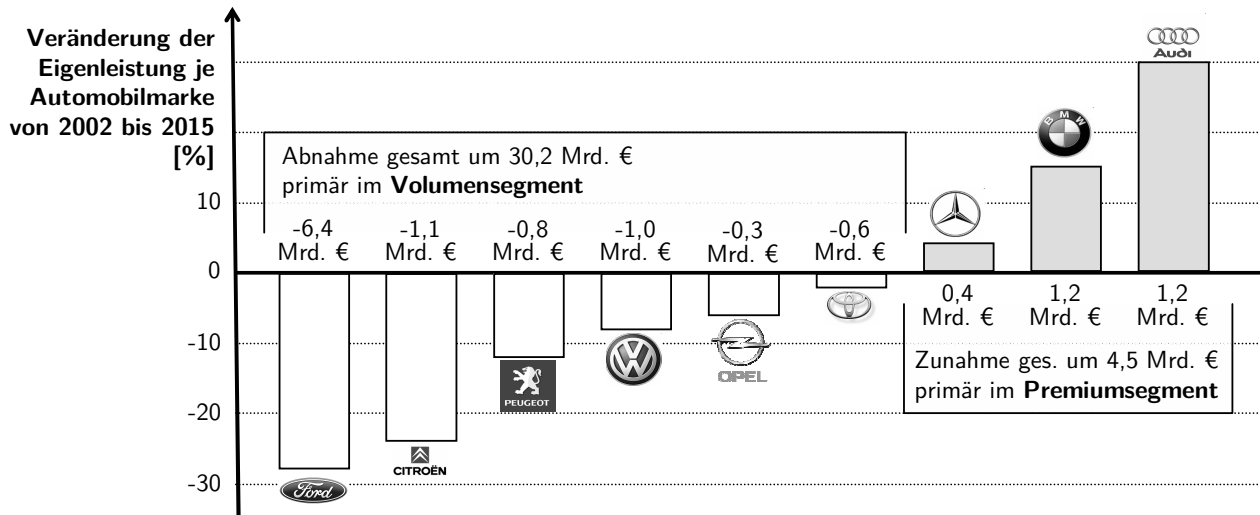 Veränderung der
Eigenleistung je
Automobilmarke
von 2002 bis 2015
[%]
Audi
BMW
Abnahme gesamt um 30,2 Mrd. €
primär im Volumensegment
10
-6,4
Mrd. €
-1,1
Mrd. €
-0,8
Mrd. €
-1,0
Mrd. €
-0,3
Mrd. €
-0,6
Mrd. €
0
0,4
Mrd. €
1,2
Mrd. €
1,2
Mrd. €
-10
Zunahme ges. um 4,5 Mrd. €
primär im Premiumsegment
OPEL
PEUGEOT
-20
CITROËN
-30
Ford